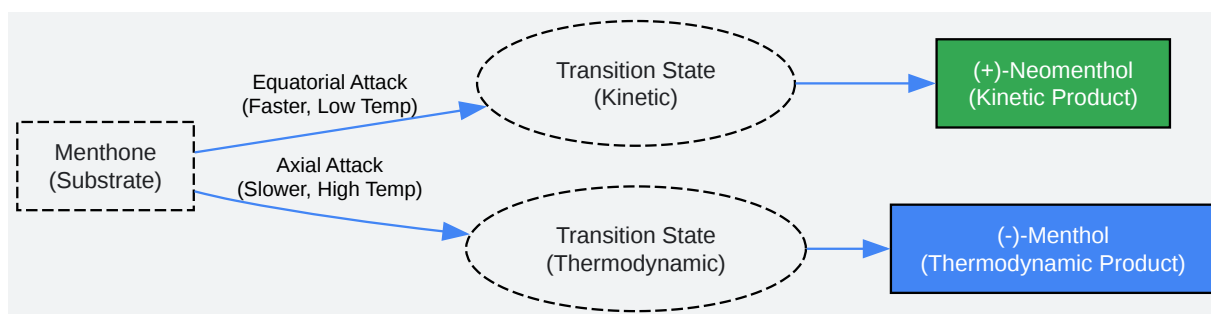 Menthone
(Substrate)
Equatorial Attack
(Faster, Low Temp)
Axial Attack
(Slower, High Temp)
Transition State
(Kinetic)
Transition State
(Thermodynamic)
(+)-Neomenthol
(Kinetic Product)
(-)-Menthol
(Thermodynamic Product)